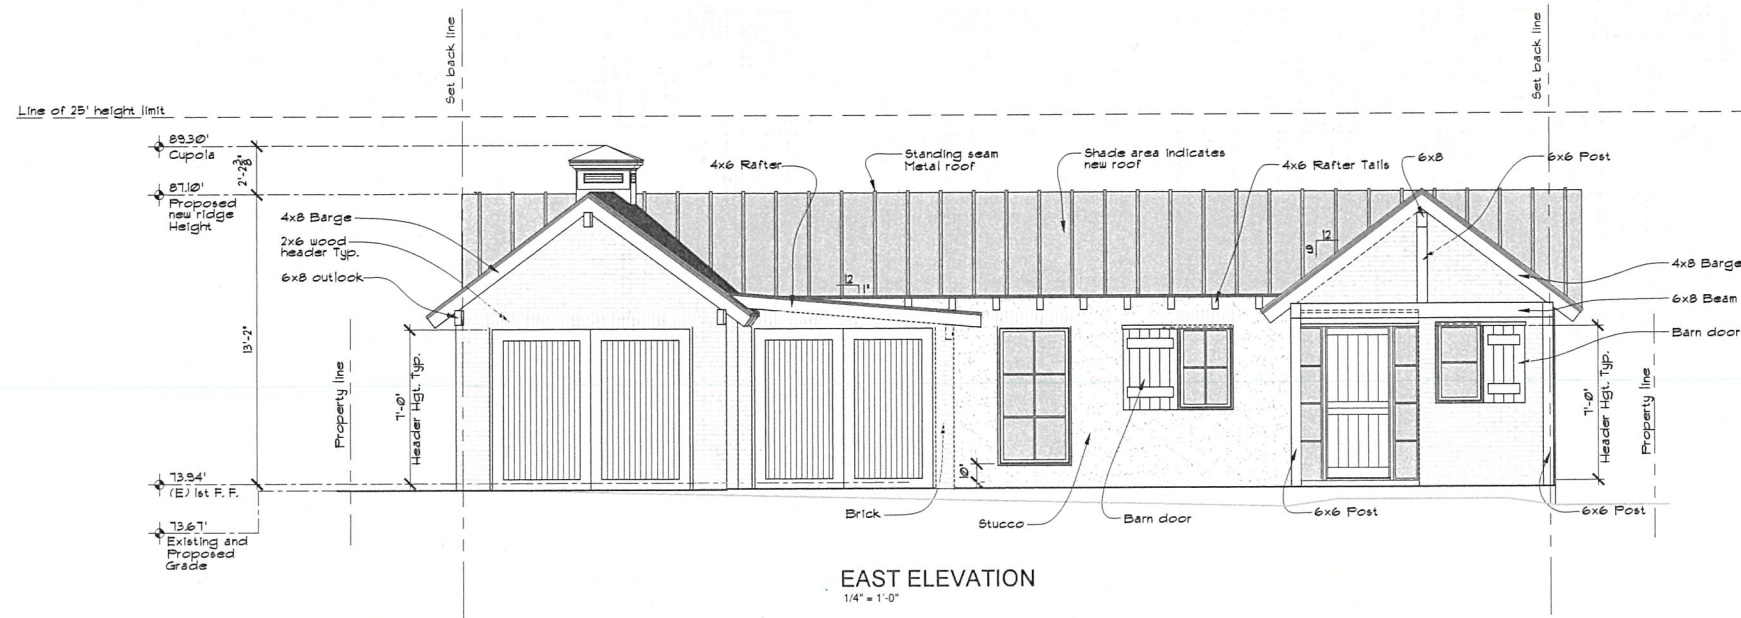 Set back line
Set back line
Line of 25' height limit
89.30'
Cupola
2'-2 3/8"
87.10'
Proposed
new ridge
Height
4x8 Barge
2x6 wood
header Typ.
6x8 outlook
4x6 Rafter
Standing seam
Metal roof
Shade area indicates
new roof
4x6 Rafter Tails
6x8
6x6 Post
12
1"
12
9
4x8 Barge
6x8 Beam
Barn door
13'-2"
Property line
7'-0"
Header Hgt. Typ.
7'-0"
Header Hgt. Typ.
Property line
73.94'
(E) 1st F. F.
73.67'
Existing and
Proposed
Grade
10"
Brick
Stucco
Barn door
6x6 Post
6x6 Post
EAST ELEVATION
1/4" = 1'-0"